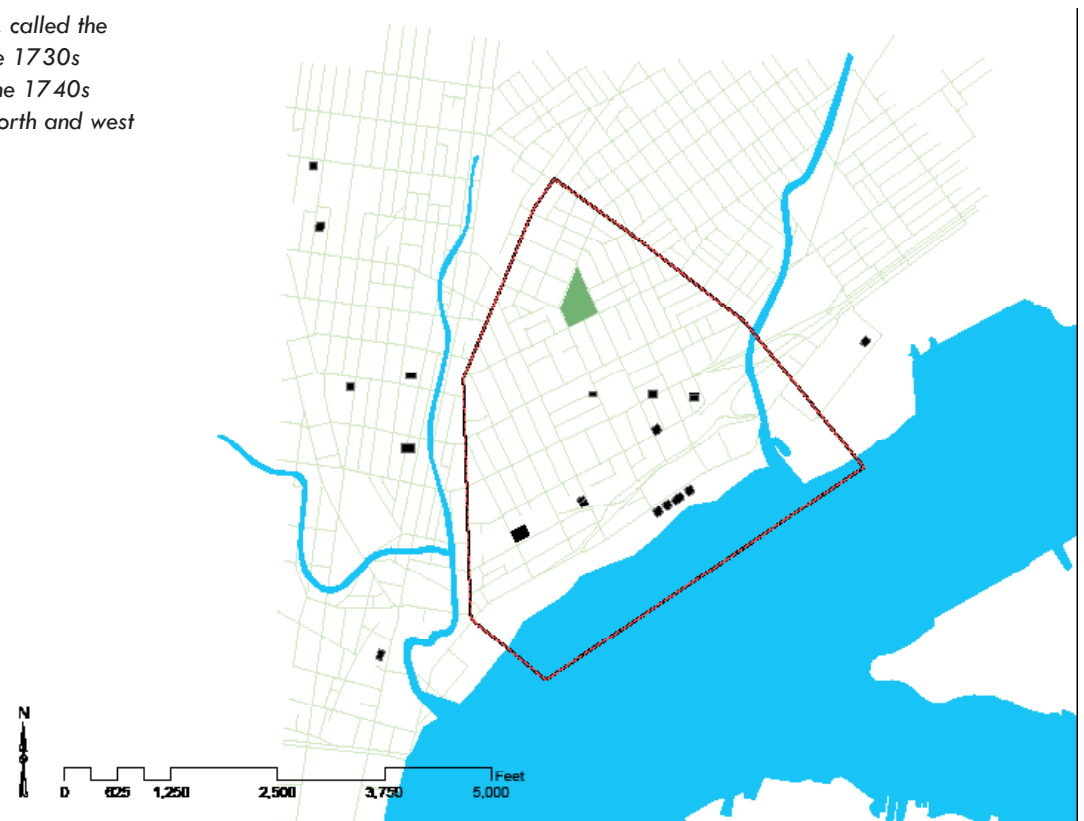 , called the
e 1730s
he 1740s
orth and west
N
Feet
0 625 1,250 2,500 3,750 5,000